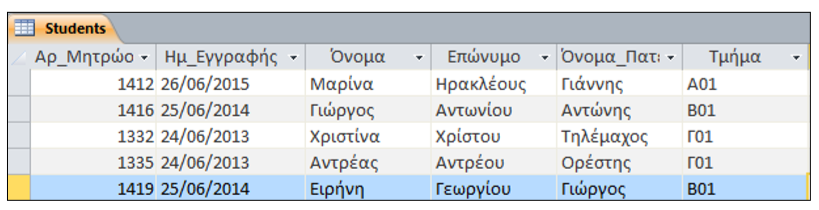 Students
Αρ_Μητρώο Ημ_Εγγραφής Όνομα Επώνυμο Όνομα_Πατ Τμήμα
1412 26/06/2015 Μαρίνα Ηρακλέους Γιάννης Α01
1416 25/06/2014 Γιώργος Αντωνίου Αντώνης Β01
1332 24/06/2013 Χριστίνα Χρίστου Τηλέμαχος Γ01
1335 24/06/2013 Αντρέας Αντρέου Ορέστης Γ01
1419 25/06/2014 Ειρήνη Γεωργίου Γιώργος Β01